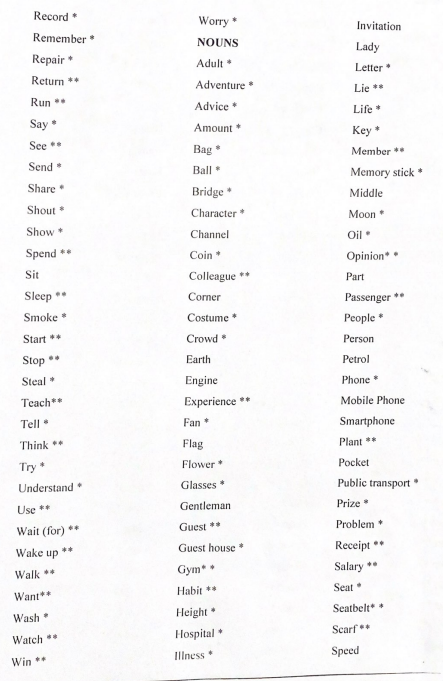 Record *
Remember *
Repair *
Return **
Run **
Say *
See **
Send *
Share *
Shout *
Show *
Spend **
Sit
Sleep **
Smoke *
Start **
Stop **
Steal *
Teach**
Tell *
Think **
Try *
Understand *
Use **
Wait (for) **
Wake up **
Walk **
Want**
Wash *
Watch **
Win **
Worry *
NOUNS
Adult *
Adventure *
Advice *
Amount *
Bag *
Ball *
Bridge *
Character *
Channel
Coin *
Colleague **
Corner
Costume *
Crowd *
Earth
Engine
Experience **
Fan *
Flag
Flower *
Glasses *
Gentleman
Guest **
Guest house *
Gym* *
Habit **
Height *
Hospital *
Illness *
Invitation
Lady
Letter *
Lie **
Life *
Key *
Member **
Memory stick *
Middle
Moon *
Oil *
Opinion* *
Part
Passenger **
People *
Person
Petrol
Phone *
Mobile Phone
Smartphone
Plant **
Pocket
Public transport *
Prize *
Problem *
Receipt **
Salary **
Seat *
Seatbelt* *
Scarf **
Speed